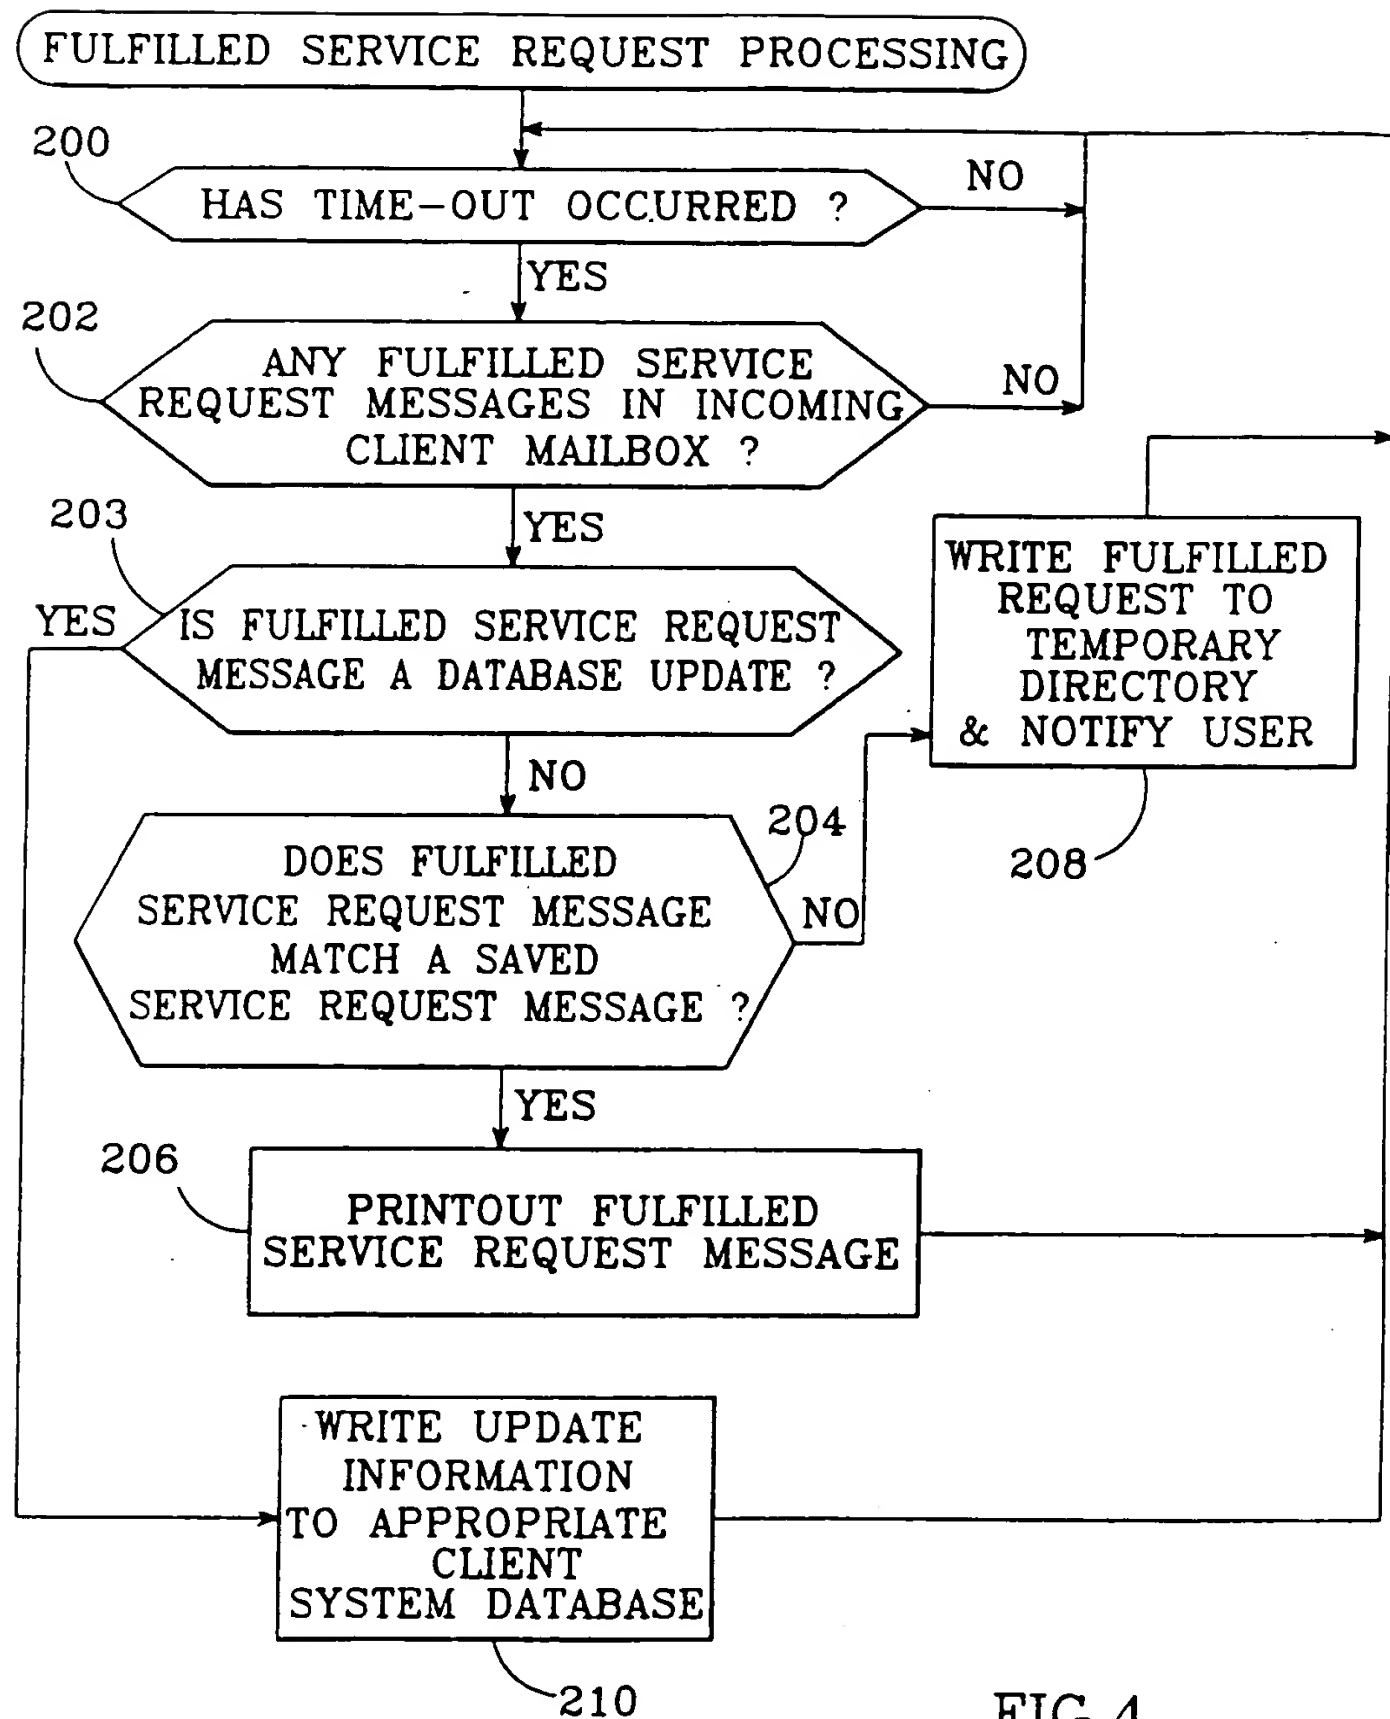 FULFILLED SERVICE REQUEST PROCESSING
200
HAS TIME-OUT OCCURRED ?
NO
YES
202
ANY FULFILLED SERVICE
REQUEST MESSAGES IN INCOMING
CLIENT MAILBOX ?
NO
YES
203
YES
IS FULFILLED SERVICE REQUEST
MESSAGE A DATABASE UPDATE ?
NO
WRITE FULFILLED
REQUEST TO
TEMPORARY
DIRECTORY
& NOTIFY USER
208
204
DOES FULFILLED
SERVICE REQUEST MESSAGE
MATCH A SAVED
SERVICE REQUEST MESSAGE ?
NO
YES
206
PRINTOUT FULFILLED
SERVICE REQUEST MESSAGE
WRITE UPDATE
INFORMATION
TO APPROPRIATE
CLIENT
SYSTEM DATABASE
210
FIG.4